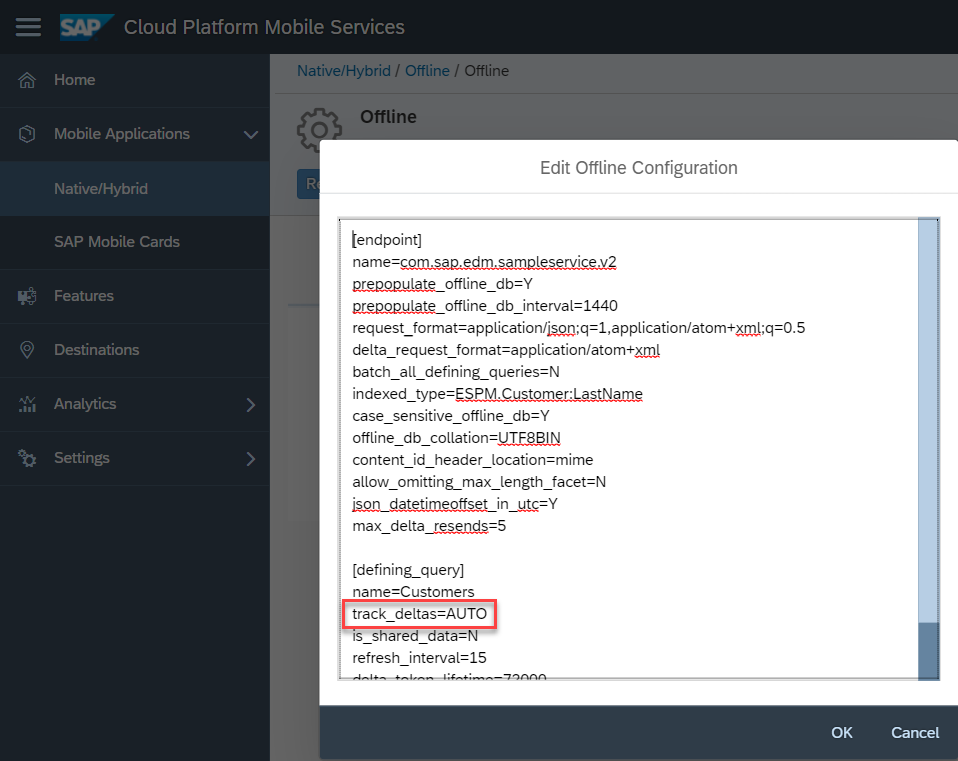 SAP Cloud Platform Mobile Services
Home
Mobile Applications
Native/Hybrid
SAP Mobile Cards
Features
Destinations
Analytics
Settings
Native/Hybrid / Offline / Offline
Offline
Re
Edit Offline Configuration
[endpoint]
name=com.sap.edm.sampleservice.v2
prepopulate_offline_db=Y
prepopulate_offline_db_interval=1440
request_format=application/json;q=1,application/atom+xml;q=0.5
delta_request_format=application/atom+xml
batch_all_defining_queries=N
indexed_type=ESPM.Customer:LastName
case_sensitive_offline_db=Y
offline_db_collation=UTF8BIN
content_id_header_location=mime
allow_omitting_max_length_facet=N
json_datetimeoffset_in_utc=Y
max_delta_resends=5
[defining_query]
name=Customers
track_deltas=AUTO
is_shared_data=N
refresh_interval=15
delta_token_lifetime=72000
OK Cancel